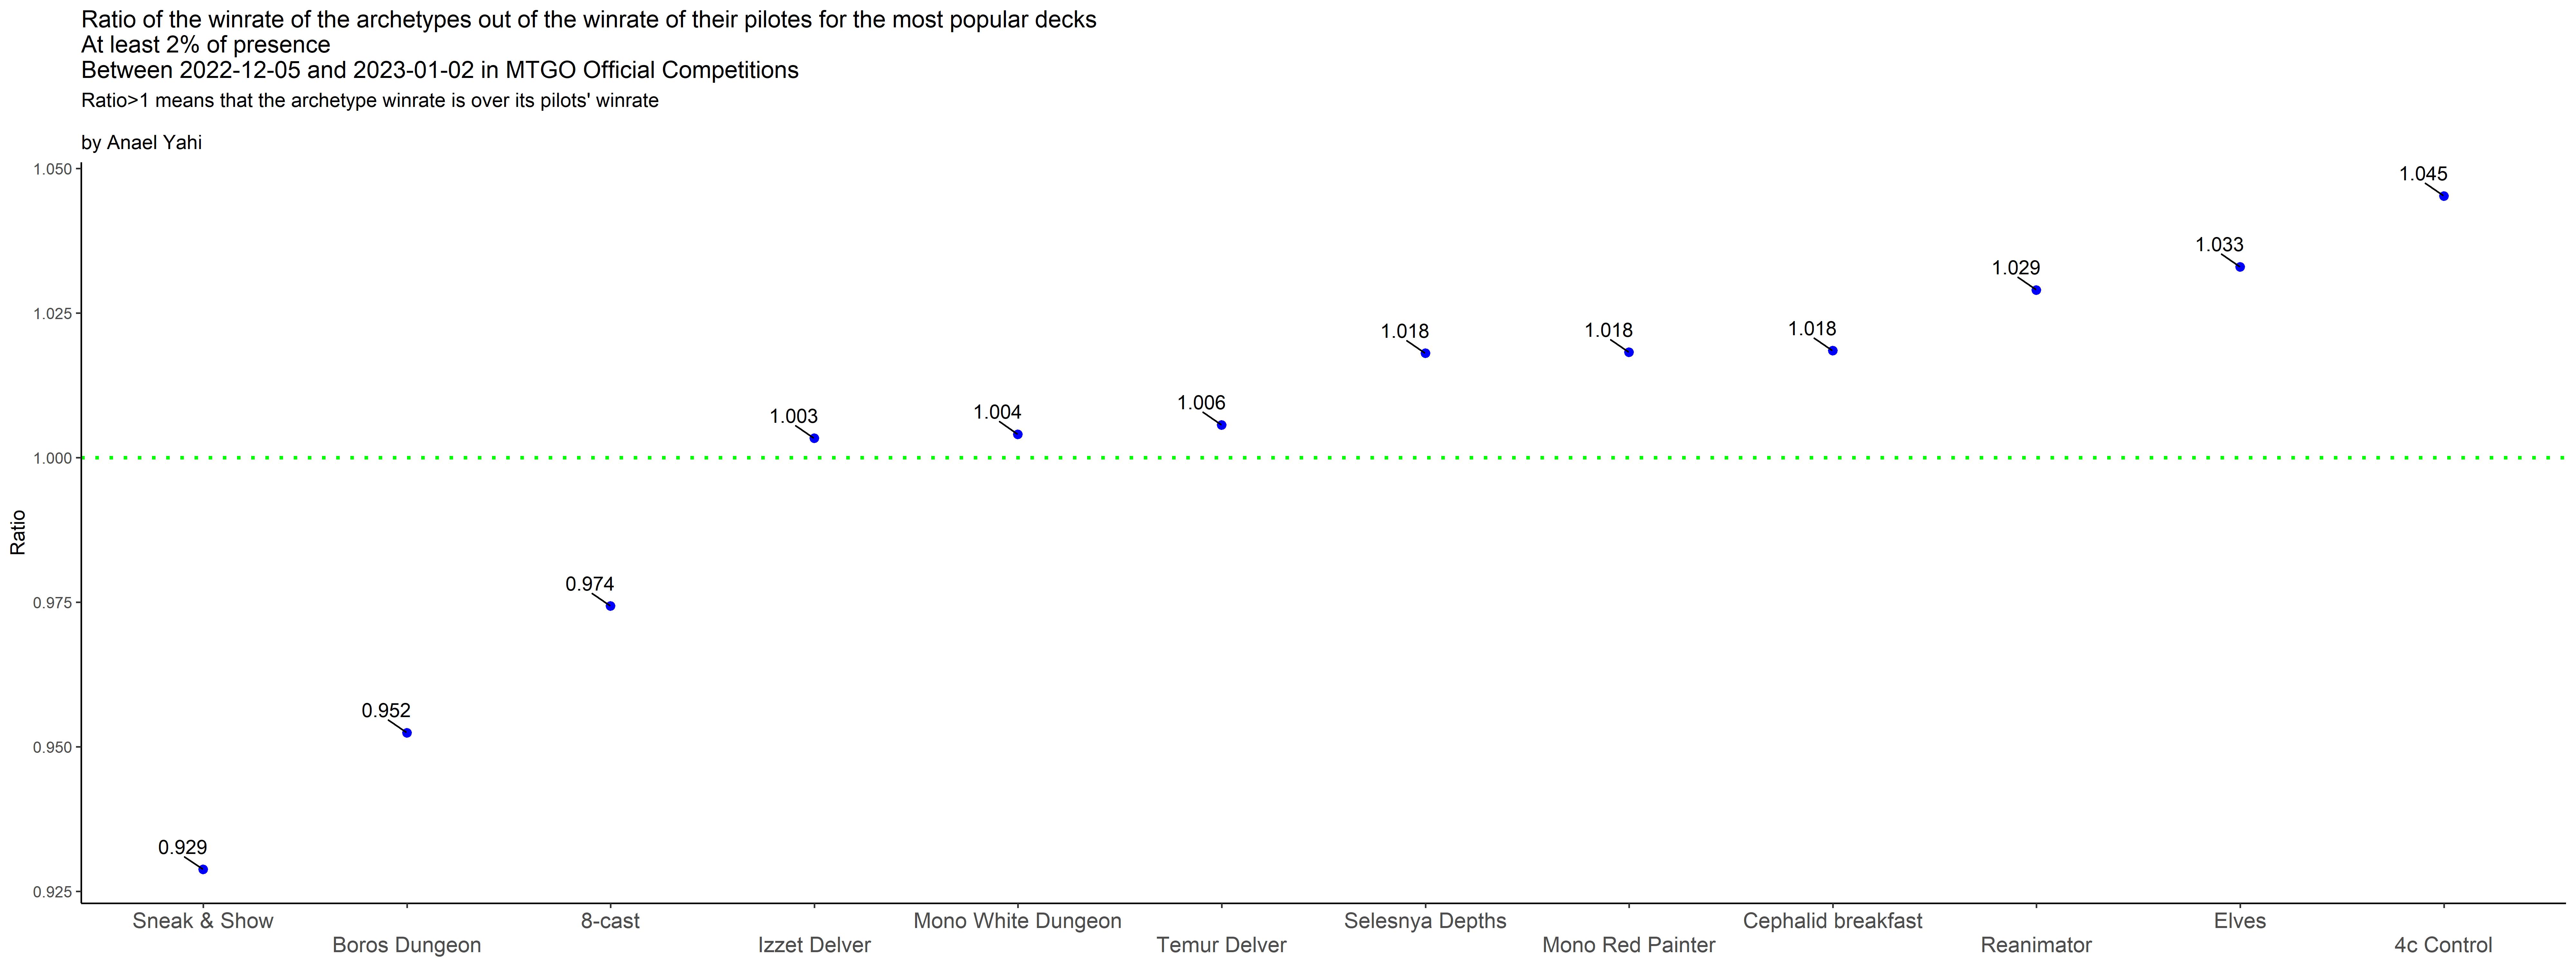 Ratio of the winrate of the archetypes out of the winrate of their pilotes for the most popular decks
At least 2% of presence
Between 2022-12-05 and 2023-01-02 in MTGO Official Competitions
Ratio>1 means that the archetype winrate is over its pilots' winrate
by Anael Yahi
1.050
1.025
1.000
0.975
0.950
0.925
Ratio
0.929
0.952
0.974
1.003
1.004
1.006
1.018
1.018
1.018
1.029
1.033
1.045
Sneak & Show
Boros Dungeon
8-cast
Izzet Delver
Mono White Dungeon
Temur Delver
Selesnya Depths
Mono Red Painter
Cephalid breakfast
Reanimator
Elves
4c Control